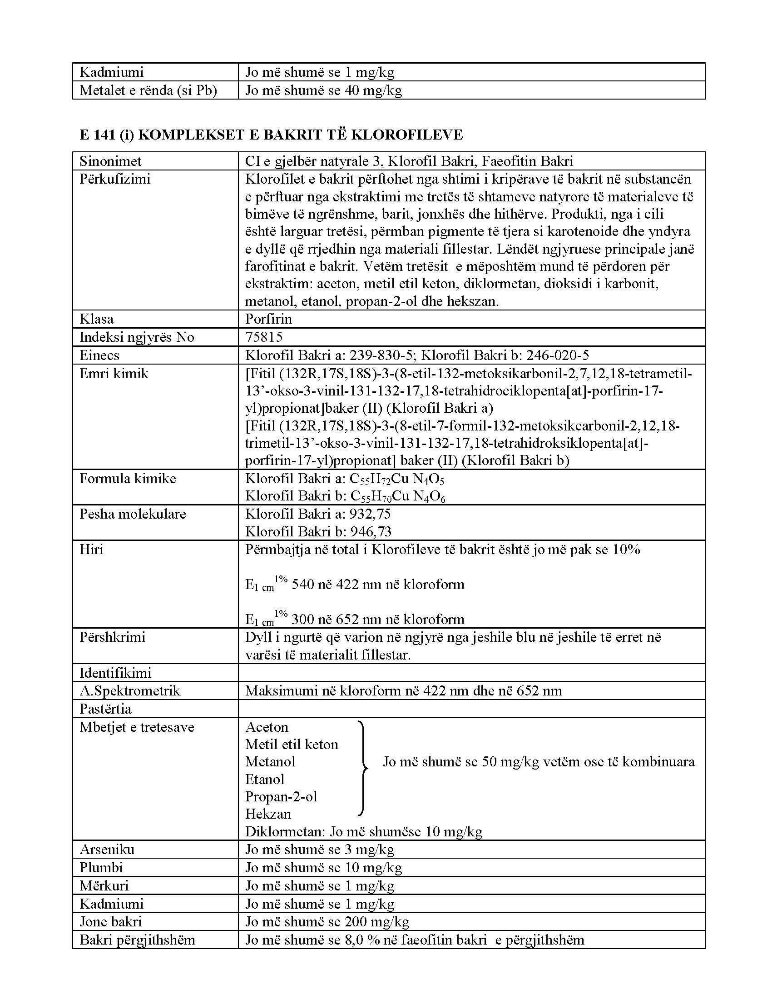 Kadmiumi Jo më shumë se 1 mg/kg
Metalet e rënda (si Pb) Jo më shumë se 40 mg/kg
E 141 (i) KOMPLEKSET E BAKRIT TË KLOROFILEVE
Sinonimet CI e gjelbër natyrale 3, Klorofil Bakri, Faeofitin Bakri
Përkufizimi Klorofilet e bakrit përftohet nga shtimi i kripërave të bakrit në substancën
e përftuar nga ekstraktimi me tretës të shtameve natyrore të materialeve të
bimëve të ngrënshme, barit, jonxhës dhe hithërve. Produkti, nga i cili
është larguar tretësi, përmban pigmente të tjera si karotenoide dhe yndyra
e dyllë që rrjedhin nga materiali fillestar. Lëndët ngjyruese principale janë
farofitinat e bakrit. Vetëm tretësit e mëposhtëm mund të përdoren për
ekstraktim: aceton, metil etil keton, diklormetan, dioksidi i karbonit,
metanol, etanol, propan-2-ol dhe hekszan.
Klasa Porfirin
Indeksi ngjyrës No 75815
Einecs Klorofil Bakri a: 239-830-5; Klorofil Bakri b: 246-020-5
Emri kimik [Fitil (132R,17S,18S)-3-(8-etil-132-metoksikarbonil-2,7,12,18-tetrametil-
13’-okso-3-vinil-131-132-17,18-tetrahidrociklopenta[at]-porfirin-17-
yl)propionat]baker (II) (Klorofil Bakri a)
[Fitil (132R,17S,18S)-3-(8-etil-7-formil-132-metoksikcarbonil-2,12,18-
trimetil-13’-okso-3-vinil-131-132-17,18-tetrahidroksiklopenta[at]-
porfirin-17-yl)propionat] baker (II) (Klorofil Bakri b)
Formula kimike Klorofil Bakri a: C₅₅H₇₂Cu N₄O₅
Klorofil Bakri b: C₅₅H₇₀Cu N₄O₆
Pesha molekulare Klorofil Bakri a: 932,75
Klorofil Bakri b: 946,73
Hiri Përmbajtja në total i Klorofileve të bakrit është jo më pak se 10%
E1 cm 1% 540 në 422 nm në kloroform
E1 cm 1% 300 në 652 nm në kloroform
Përshkrimi Dyll i ngurtë që varion në ngjyrë nga jeshile blu në jeshile të erret në
varësi të materialit fillestar.
Identifikimi
A.Spektrometrik Maksimumi në kloroform në 422 nm dhe në 652 nm
Pastërtia
Mbetjet e tretesave Aceton
Metil etil keton
Metanol Jo më shumë se 50 mg/kg vetëm ose të kombinuara
Etanol
Propan-2-ol
Hekzan
Diklormetan: Jo më shumëse 10 mg/kg
Arseniku Jo më shumë se 3 mg/kg
Plumbi Jo më shumë se 10 mg/kg
Mërkuri Jo më shumë se 1 mg/kg
Kadmiumi Jo më shumë se 1 mg/kg
Jone bakri Jo më shumë se 200 mg/kg
Bakri përgjithshëm Jo më shumë se 8,0 % në faeofitin bakri e përgjithshëm